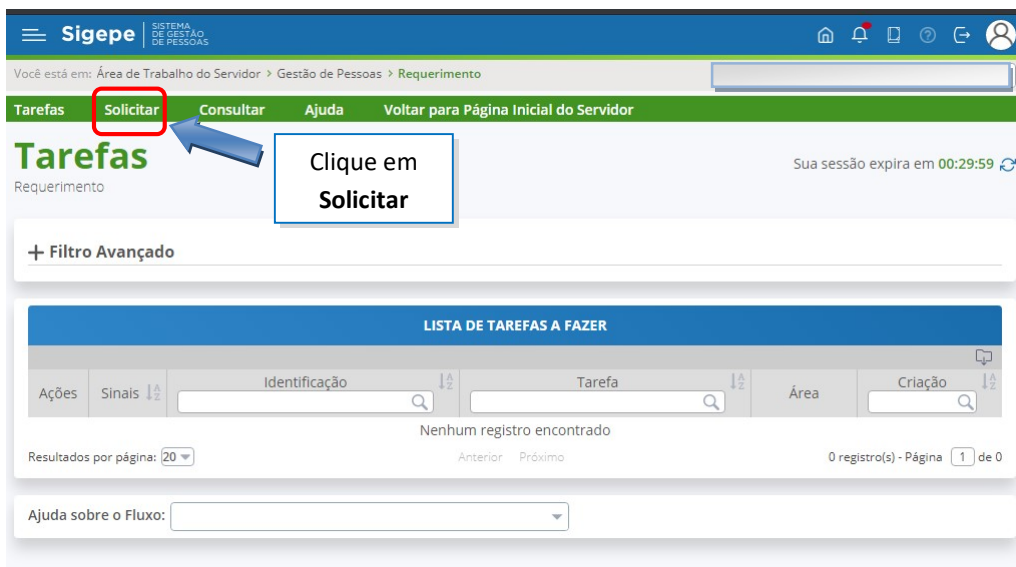 Sigepe
SISTEMA
DE GESTÃO
DE PESSOAS
Você está em: Área de Trabalho do Servidor > Gestão de Pessoas > Requerimento
Tarefas Solicitar Consultar Ajuda Voltar para Página Inicial do Servidor
Tarefas
Requerimento
Clique em
Solicitar
Sua sessão expira em 00:29:59
+ Filtro Avançado
LISTA DE TAREFAS A FAZER
Ações Sinais Identificação Tarefa Área Criação
Nenhum registro encontrado
Resultados por página: 20 Anterior Próximo 0 registro(s) - Página 1 de 0
Ajuda sobre o Fluxo: